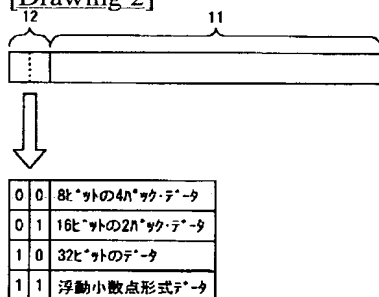 [Drawing 2]
12 11
0 0 8ﾋﾞｯﾄの4ﾊﾟｯｸ･ﾃﾞｰﾀ
0 1 16ﾋﾞｯﾄの2ﾊﾟｯｸ･ﾃﾞｰﾀ
1 0 32ﾋﾞｯﾄのﾃﾞｰﾀ
1 1 浮動小数点形式ﾃﾞｰﾀ